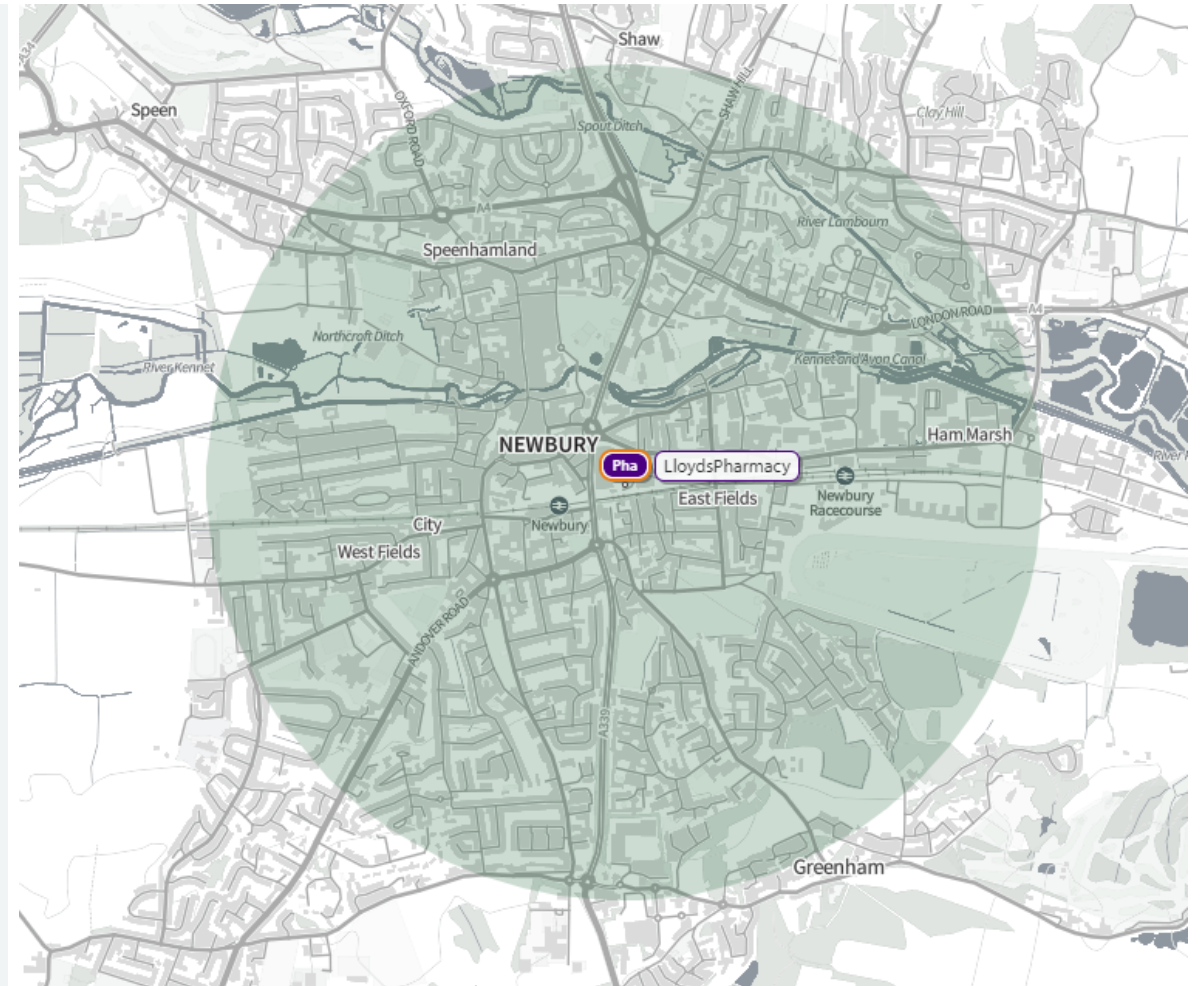 Shaw
A34
Speen
OXFORD ROAD
SHAW HILL
Clay Hill
Spout Ditch
A4
River Lambourn
Speenhamland
Northcroft Ditch
LONDON ROAD
A4
River Kennet
Kennet and Avon Canal
NEWBURY
Ham Marsh
Pha
LloydsPharmacy
East Fields
Newbury
Racecourse
City
Newbury
West Fields
ANDOVER ROAD
A339
Greenham